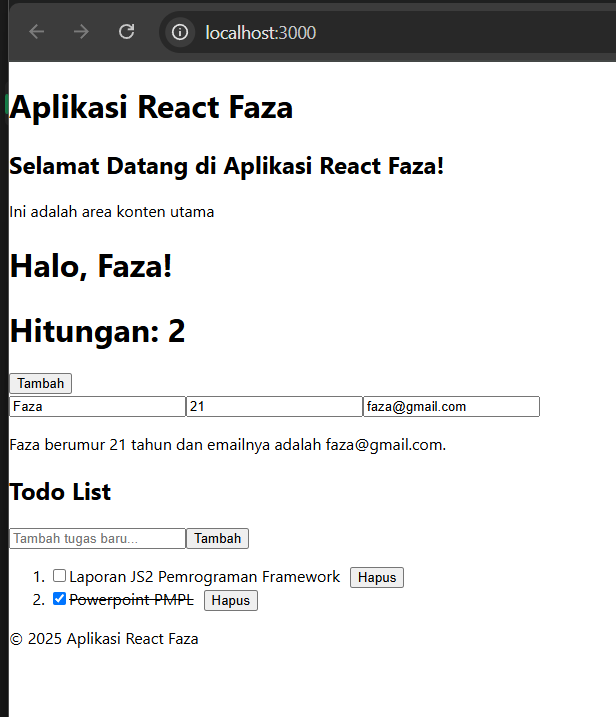 localhost:3000
Aplikasi React Faza
Selamat Datang di Aplikasi React Faza!
Ini adalah area konten utama
Halo, Faza!
Hitungan: 2
Tambah
Faza 21 faza@gmail.com
Faza berumur 21 tahun dan emailnya adalah faza@gmail.com.
Todo List
Tambah tugas baru... Tambah
1. Laporan JS2 Pemrograman Framework Hapus
2. Powerpoint PMPL Hapus
© 2025 Aplikasi React Faza